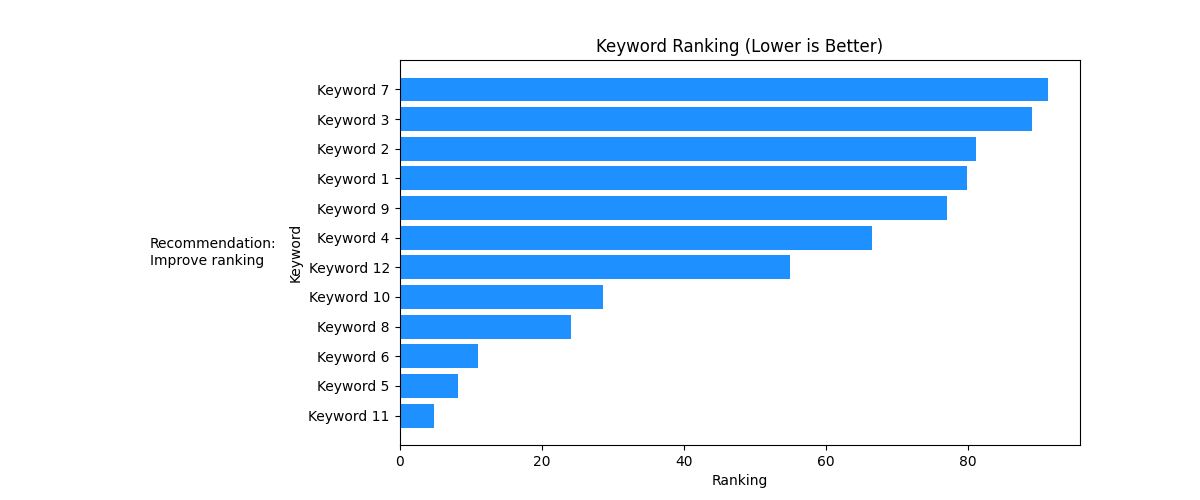 Keyword Ranking (Lower is Better)
Keyword 7
Keyword 3
Keyword 2
Keyword 1
Keyword 9
Keyword 4
Keyword 12
Keyword 10
Keyword 8
Keyword 6
Keyword 5
Keyword 11
Keyword
Recommendation:
Improve ranking
0 20 40 60 80
Ranking